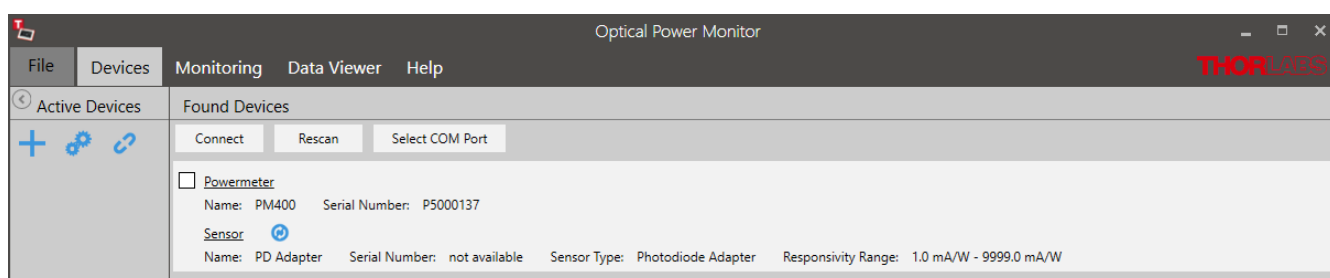 Optical Power Monitor
File Devices Monitoring Data Viewer Help THORLABS
Active Devices Found Devices
Connect Rescan Select COM Port
Powermeter
Name: PM400 Serial Number: P5000137
Sensor
Name: PD Adapter Serial Number: not available Sensor Type: Photodiode Adapter Responsivity Range: 1.0 mA/W - 9999.0 mA/W